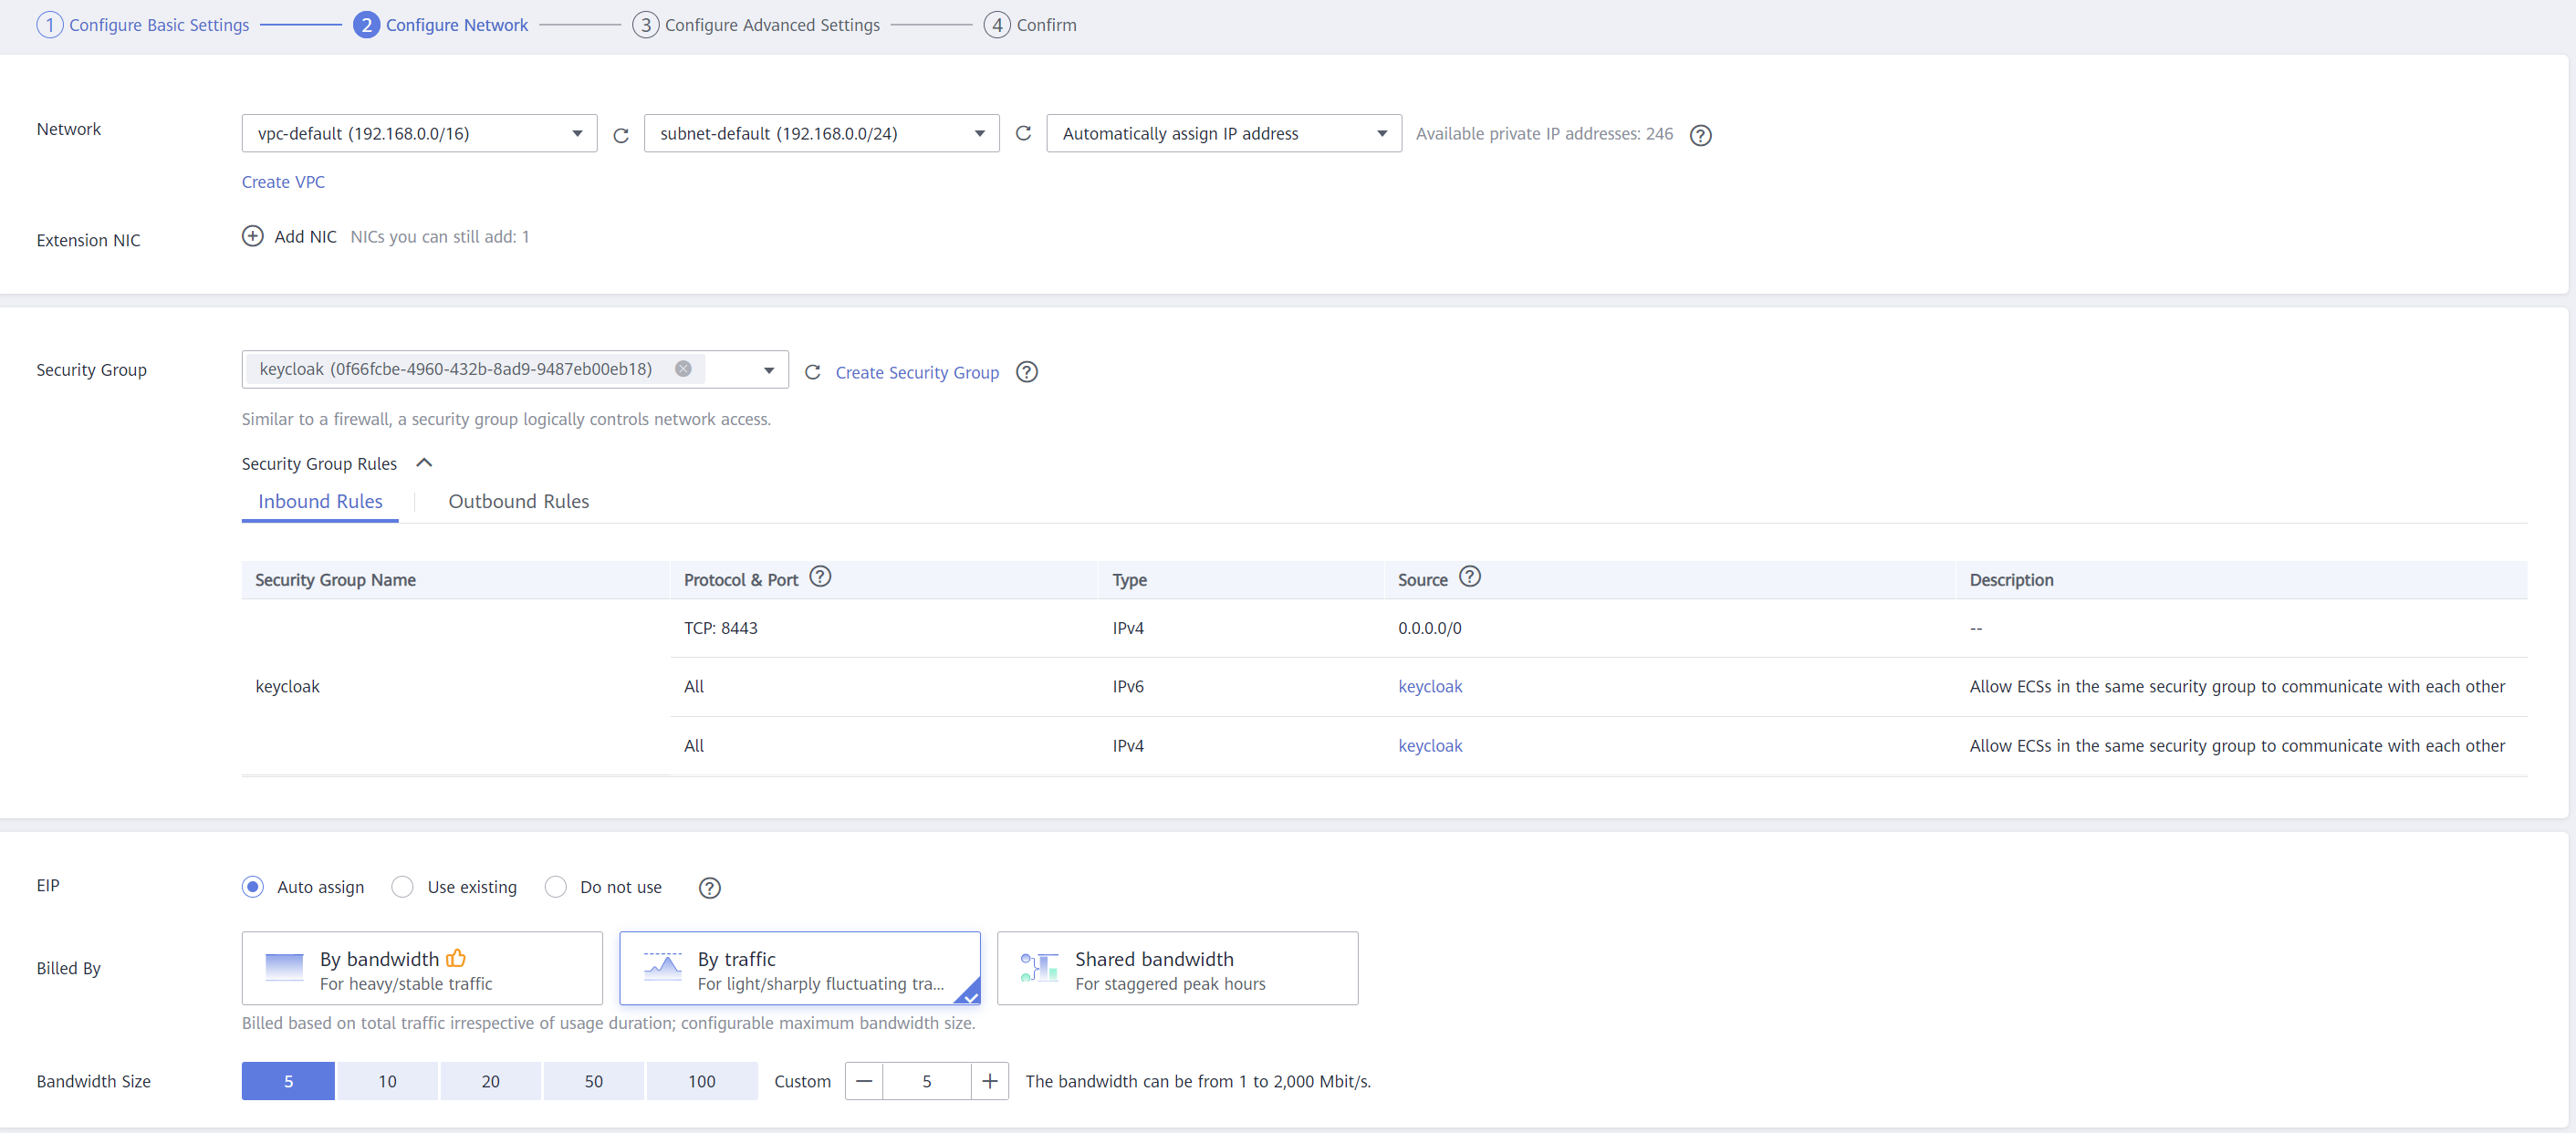 1 Configure Basic Settings 2 Configure Network 3 Configure Advanced Settings 4 Confirm
Network vpc-default (192.168.0.0/16) subnet-default (192.168.0.0/24) Automatically assign IP address Available private IP addresses: 246 ?
Create VPC
Extension NIC Add NIC NICs you can still add: 1
Security Group keycloak (0f66fcbe-4960-432b-8ad9-9487eb00eb18) Create Security Group ?
Similar to a firewall, a security group logically controls network access.
Security Group Rules
Inbound Rules Outbound Rules
Security Group Name Protocol & Port ? Type Source ? Description
TCP: 8443 IPv4 0.0.0.0/0 --
keycloak All IPv6 keycloak Allow ECSs in the same security group to communicate with each other
All IPv4 keycloak Allow ECSs in the same security group to communicate with each other
EIP Auto assign Use existing Do not use ?
Billed By By bandwidth By traffic Shared bandwidth
For heavy/stable traffic For light/sharply fluctuating tra... For staggered peak hours
Billed based on total traffic irrespective of usage duration; configurable maximum bandwidth size.
Bandwidth Size 5 10 20 50 100 Custom — 5 + The bandwidth can be from 1 to 2,000 Mbit/s.